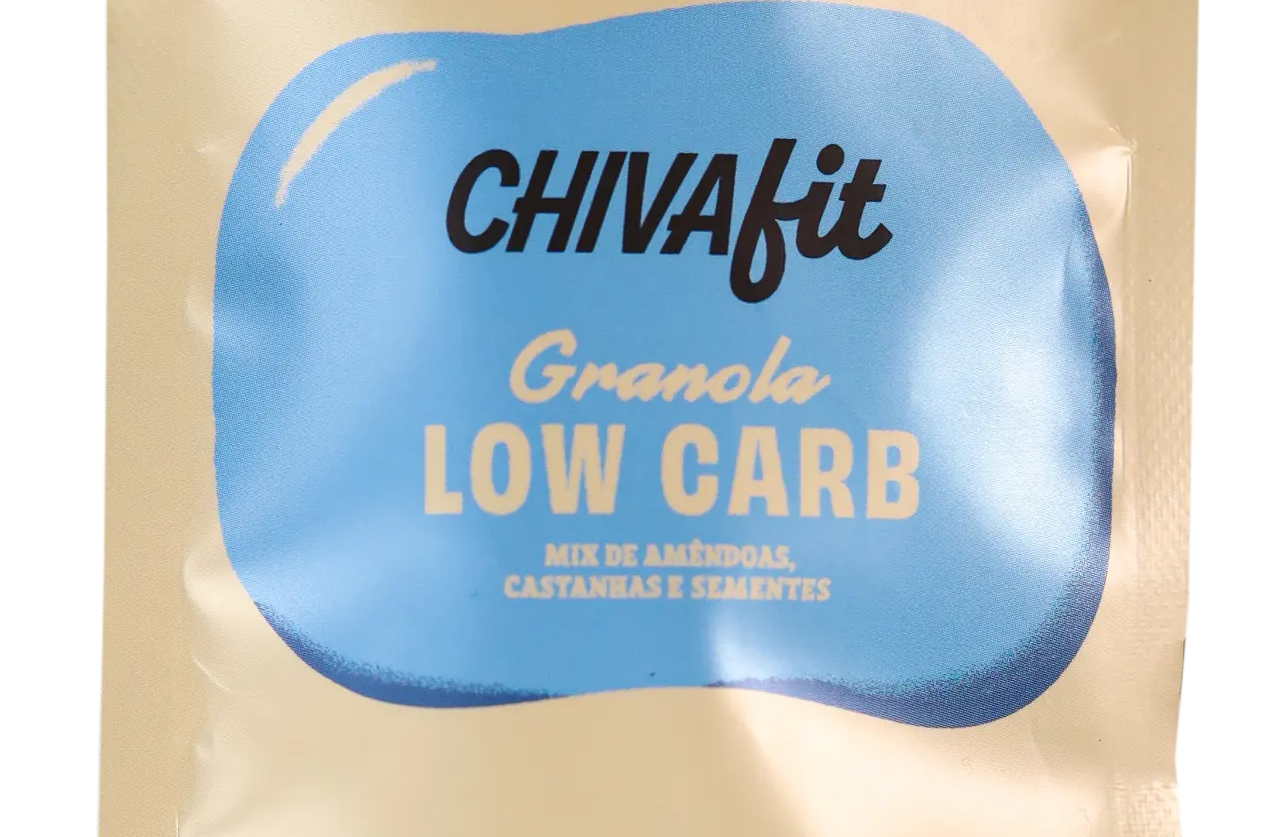 CHIVAfit
Granola
LOW CARB
MIX DE AMÊNDOAS,
CASTANHAS E SEMENTES